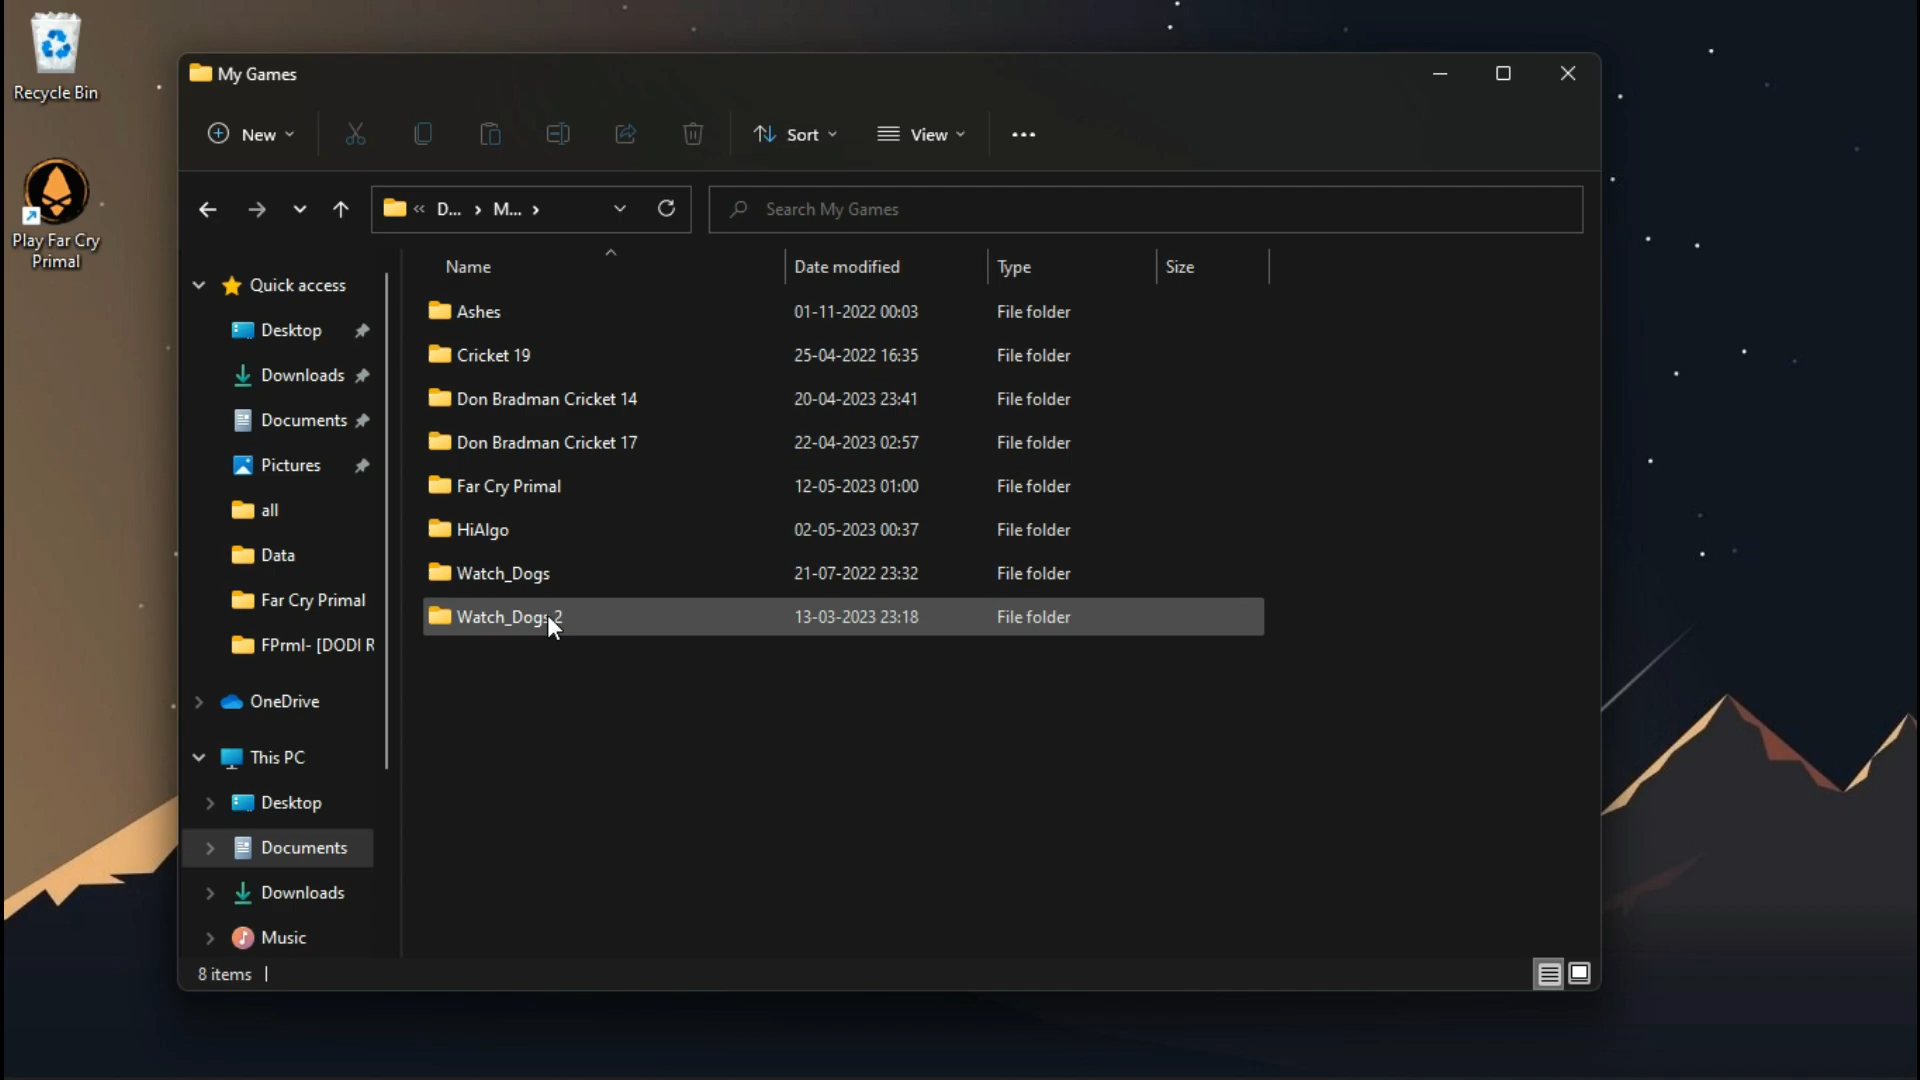 Recycle Bin
Play Far Cry
Primal
My Games
New
Sort
View
« D... › M... ›
Search My Games
Name Date modified Type Size
Quick access
Desktop
Downloads
Documents
Pictures
all
Data
Far Cry Primal
FPrml- [DODI R
OneDrive
This PC
Desktop
Documents
Downloads
Music
Ashes 01-11-2022 00:03 File folder
Cricket 19 25-04-2022 16:35 File folder
Don Bradman Cricket 14 20-04-2023 23:41 File folder
Don Bradman Cricket 17 22-04-2023 02:57 File folder
Far Cry Primal 12-05-2023 01:00 File folder
HiAlgo 02-05-2023 00:37 File folder
Watch_Dogs 21-07-2022 23:32 File folder
Watch_Dogs 2 13-03-2023 23:18 File folder
8 items